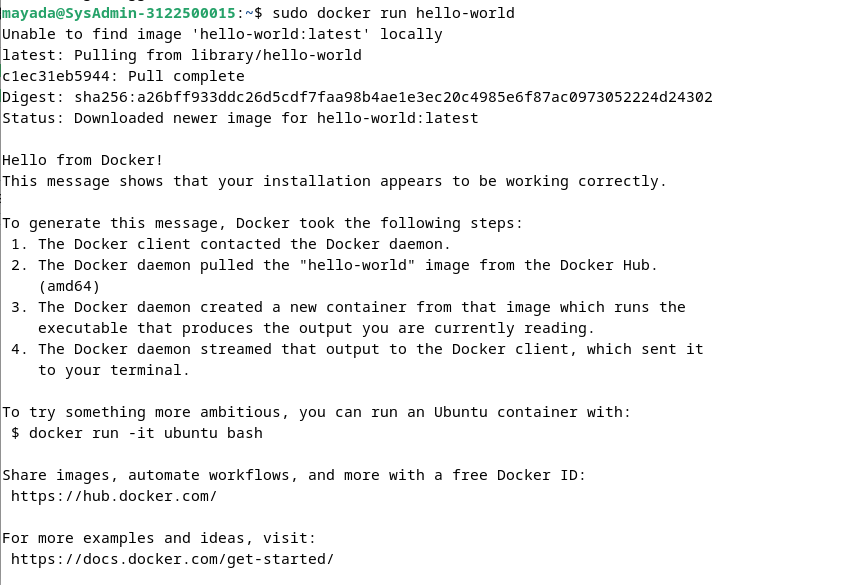 mayada@SysAdmin-3122500015:~$ sudo docker run hello-world
Unable to find image 'hello-world:latest' locally
latest: Pulling from library/hello-world
c1ec31eb5944: Pull complete
Digest: sha256:a26bff933ddc26d5cdf7faa98b4ae1e3ec20c4985e6f87ac0973052224d24302
Status: Downloaded newer image for hello-world:latest

Hello from Docker!
This message shows that your installation appears to be working correctly.

To generate this message, Docker took the following steps:
 1. The Docker client contacted the Docker daemon.
 2. The Docker daemon pulled the "hello-world" image from the Docker Hub.
    (amd64)
 3. The Docker daemon created a new container from that image which runs the
    executable that produces the output you are currently reading.
 4. The Docker daemon streamed that output to the Docker client, which sent it
    to your terminal.

To try something more ambitious, you can run an Ubuntu container with:
 $ docker run -it ubuntu bash

Share images, automate workflows, and more with a free Docker ID:
 https://hub.docker.com/

For more examples and ideas, visit:
 https://docs.docker.com/get-started/